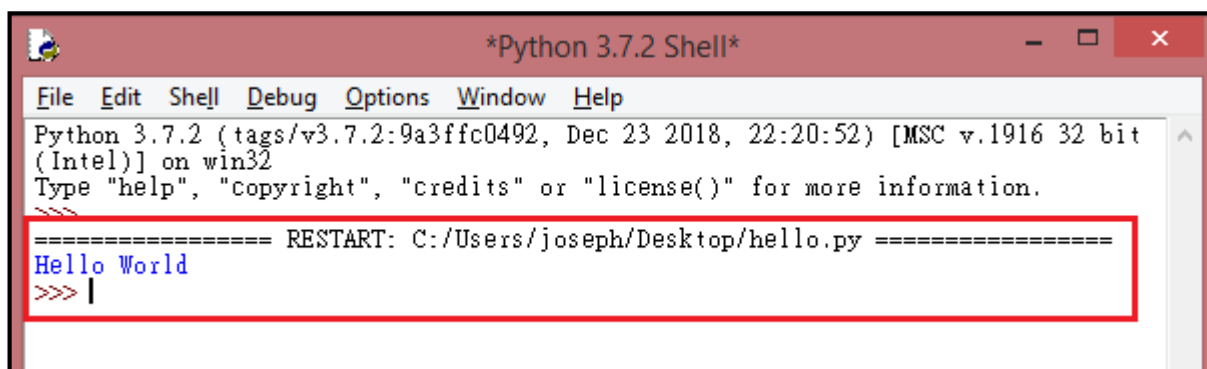 *Python 3.7.2 Shell*
File Edit Shell Debug Options Window Help
Python 3.7.2 (tags/v3.7.2:9a3ffc0492, Dec 23 2018, 22:20:52) [MSC v.1916 32 bit
(Intel)] on win32
Type "help", "copyright", "credits" or "license()" for more information.
>>>
================= RESTART: C:/Users/joseph/Desktop/hello.py =================
Hello World
>>>